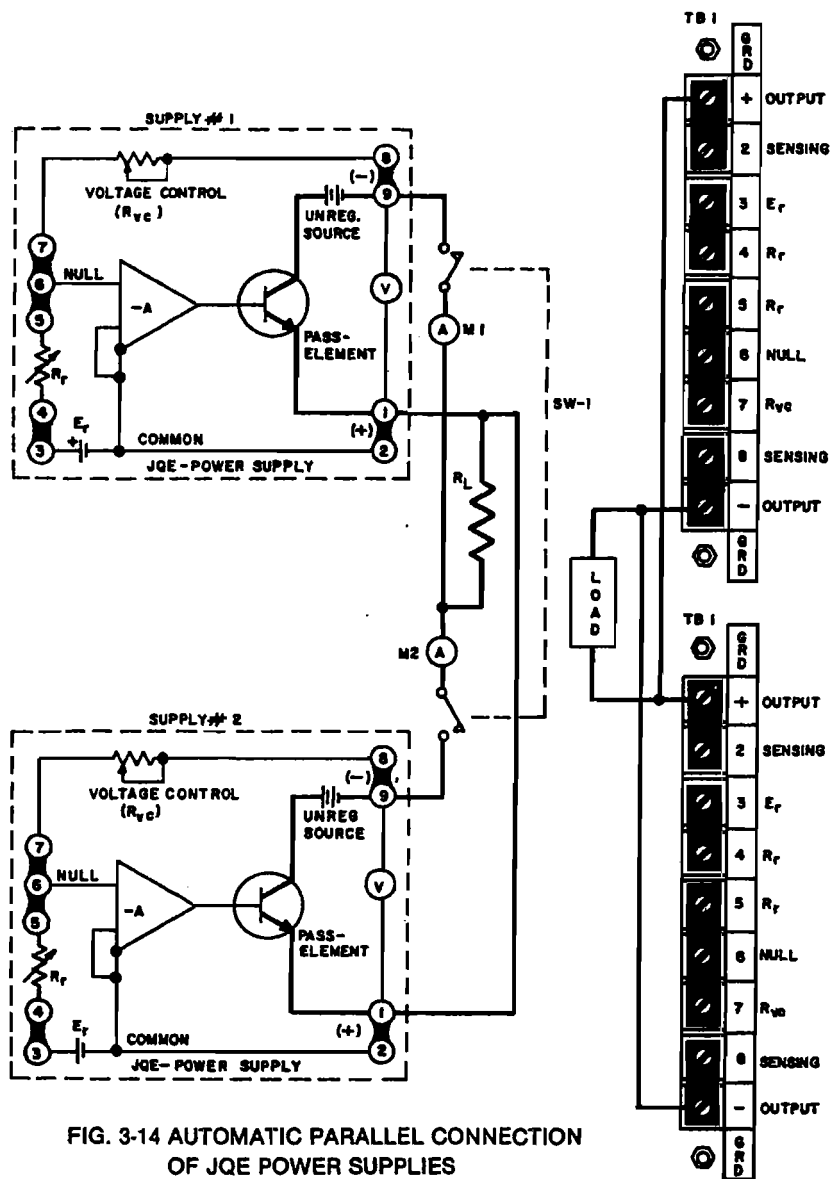 SUPPLY #1
VOLTAGE CONTROL
(Rvc)
8
(-)
9
UNREG.
SOURCE
7
6
NULL
5
-A
PASS-
ELEMENT
V
A
M1
Rr
4
Er
+
3
COMMON
1
(+)
2
JQE-POWER SUPPLY
SW-1
RL
M2
A
SUPPLY #2
VOLTAGE CONTROL
(Rvc)
8
(-)
9
UNREG
SOURCE
7
6
NULL
5
-A
PASS-
ELEMENT
V
Rr
4
Er
3
COMMON
1
(+)
2
JQE-POWER SUPPLY
TB1
GRD
+ OUTPUT
2 SENSING
3 Er
4 Rr
5 Rr
6 NULL
7 Rvc
8 SENSING
- OUTPUT
GRD
LOAD
TB1
GRD
+ OUTPUT
2 SENSING
3 Er
4 Rr
5 Rr
6 NULL
7 Rvc
8 SENSING
- OUTPUT
GRD
FIG. 3-14 AUTOMATIC PARALLEL CONNECTION
OF JQE POWER SUPPLIES